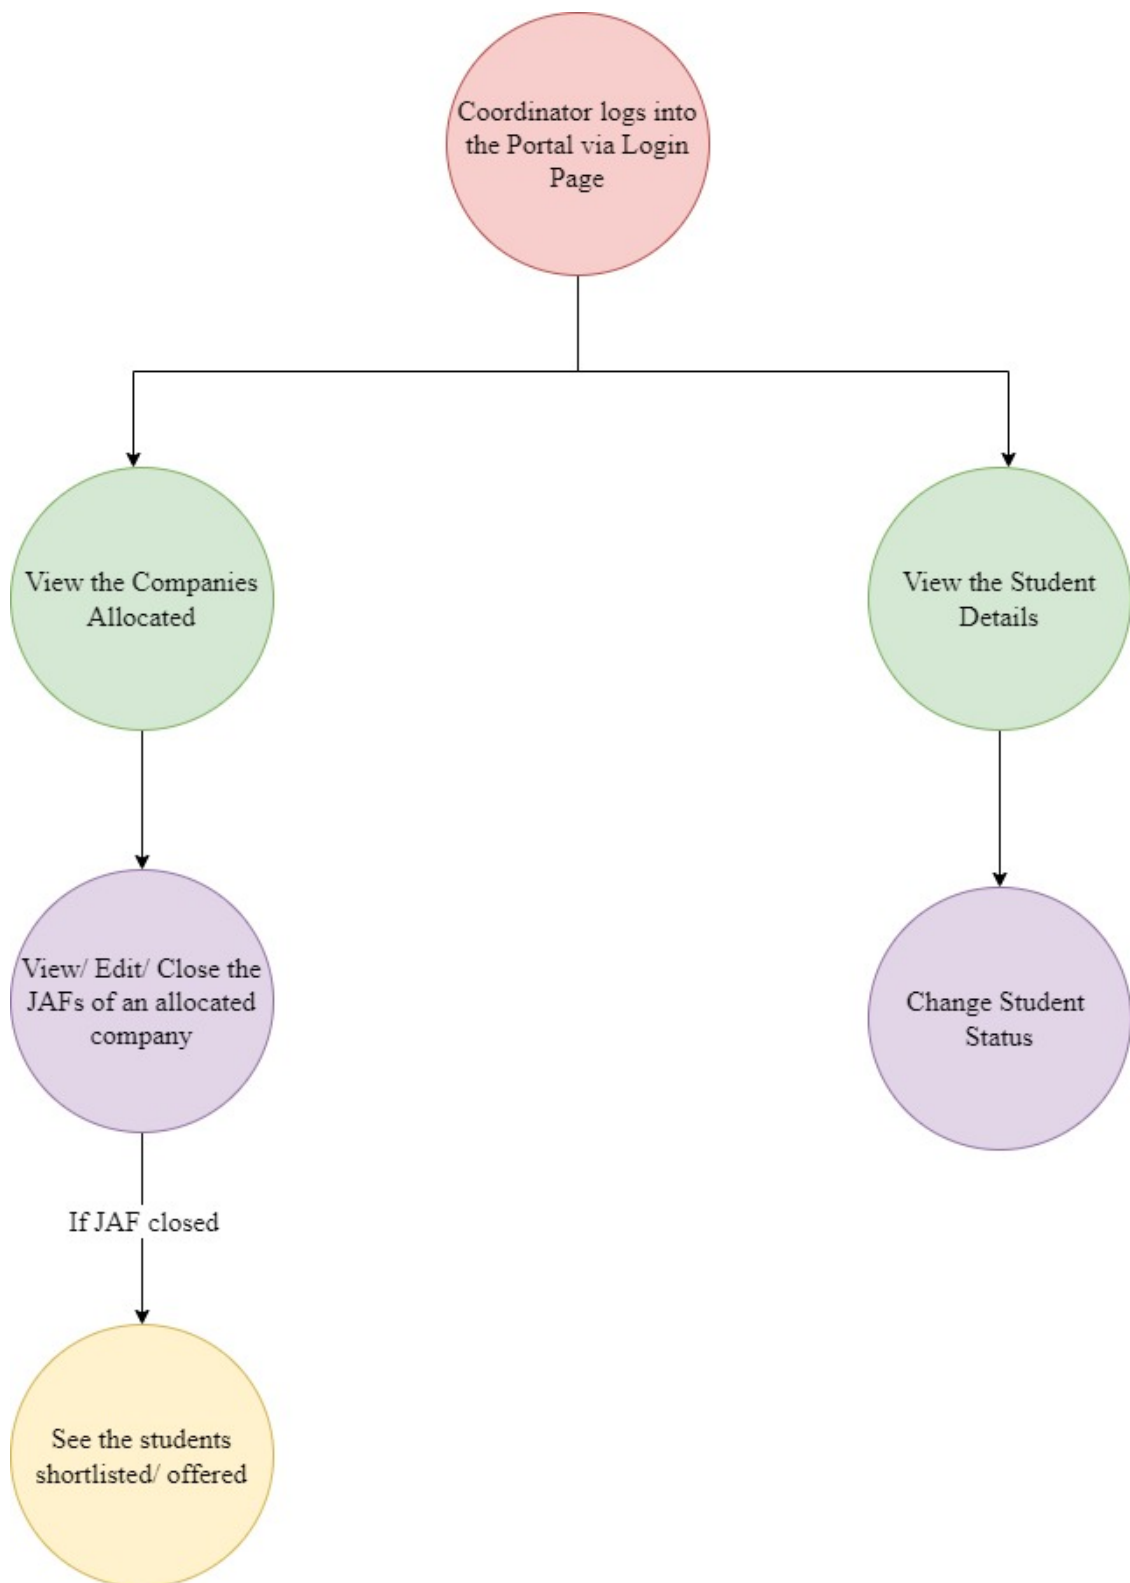 Coordinator logs into
the Portal via Login
Page
View the Companies
Allocated
View the Student
Details
View/ Edit/ Close the
JAFs of an allocated
company
Change Student
Status
If JAF closed
See the students
shortlisted/ offered